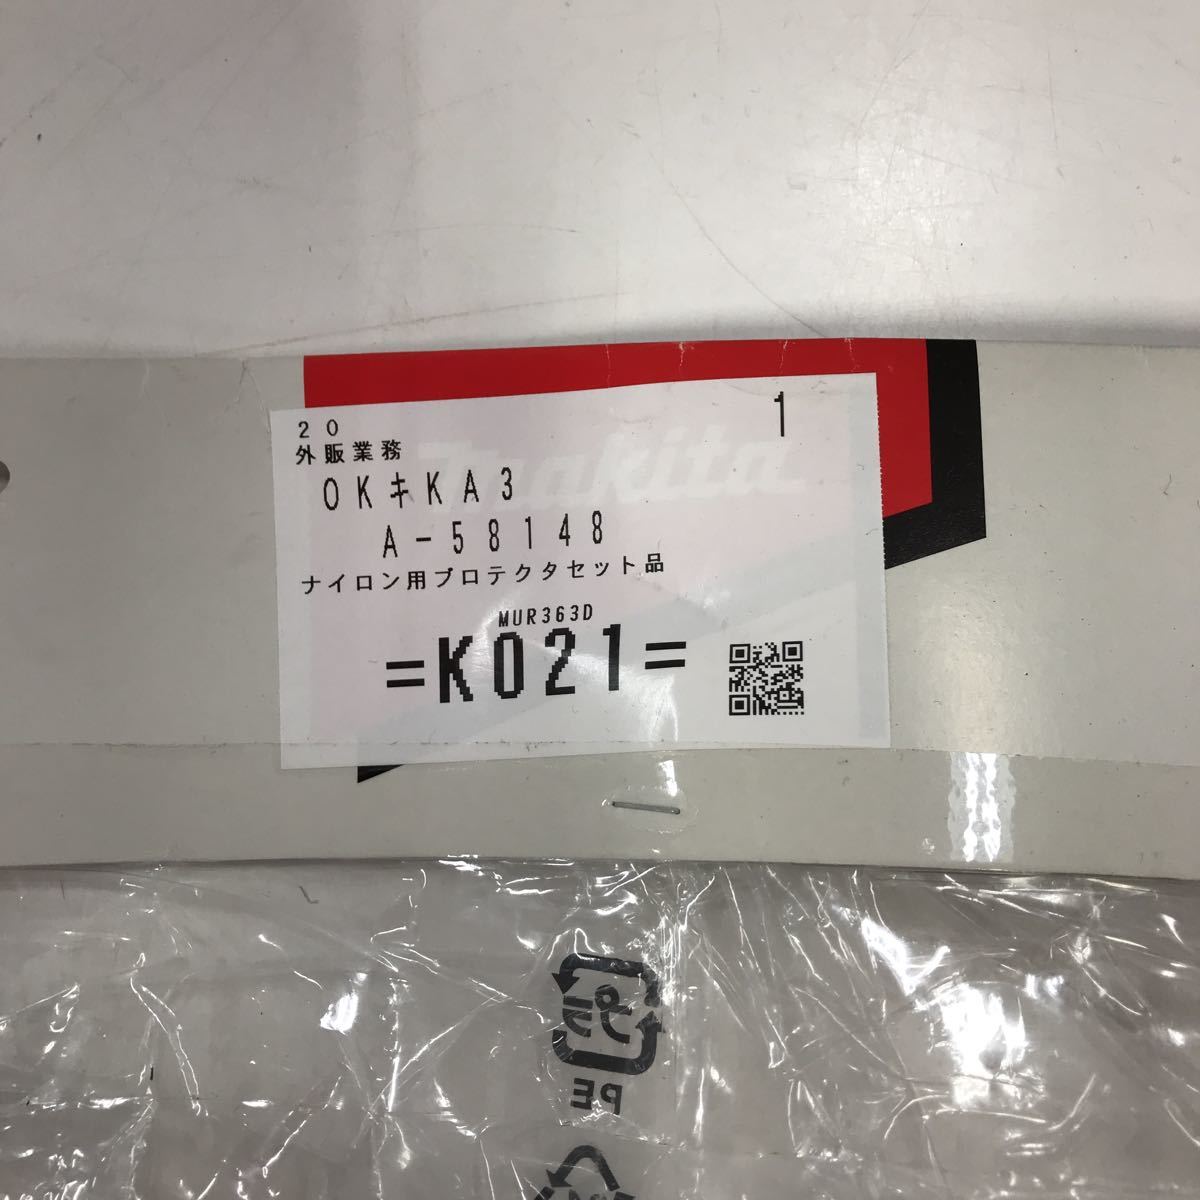 20
1
外販業務
makita
OKキKA3
A-58148
ナイロン用プロテクタセット品
MUR363D
=K021=
プラ
PE